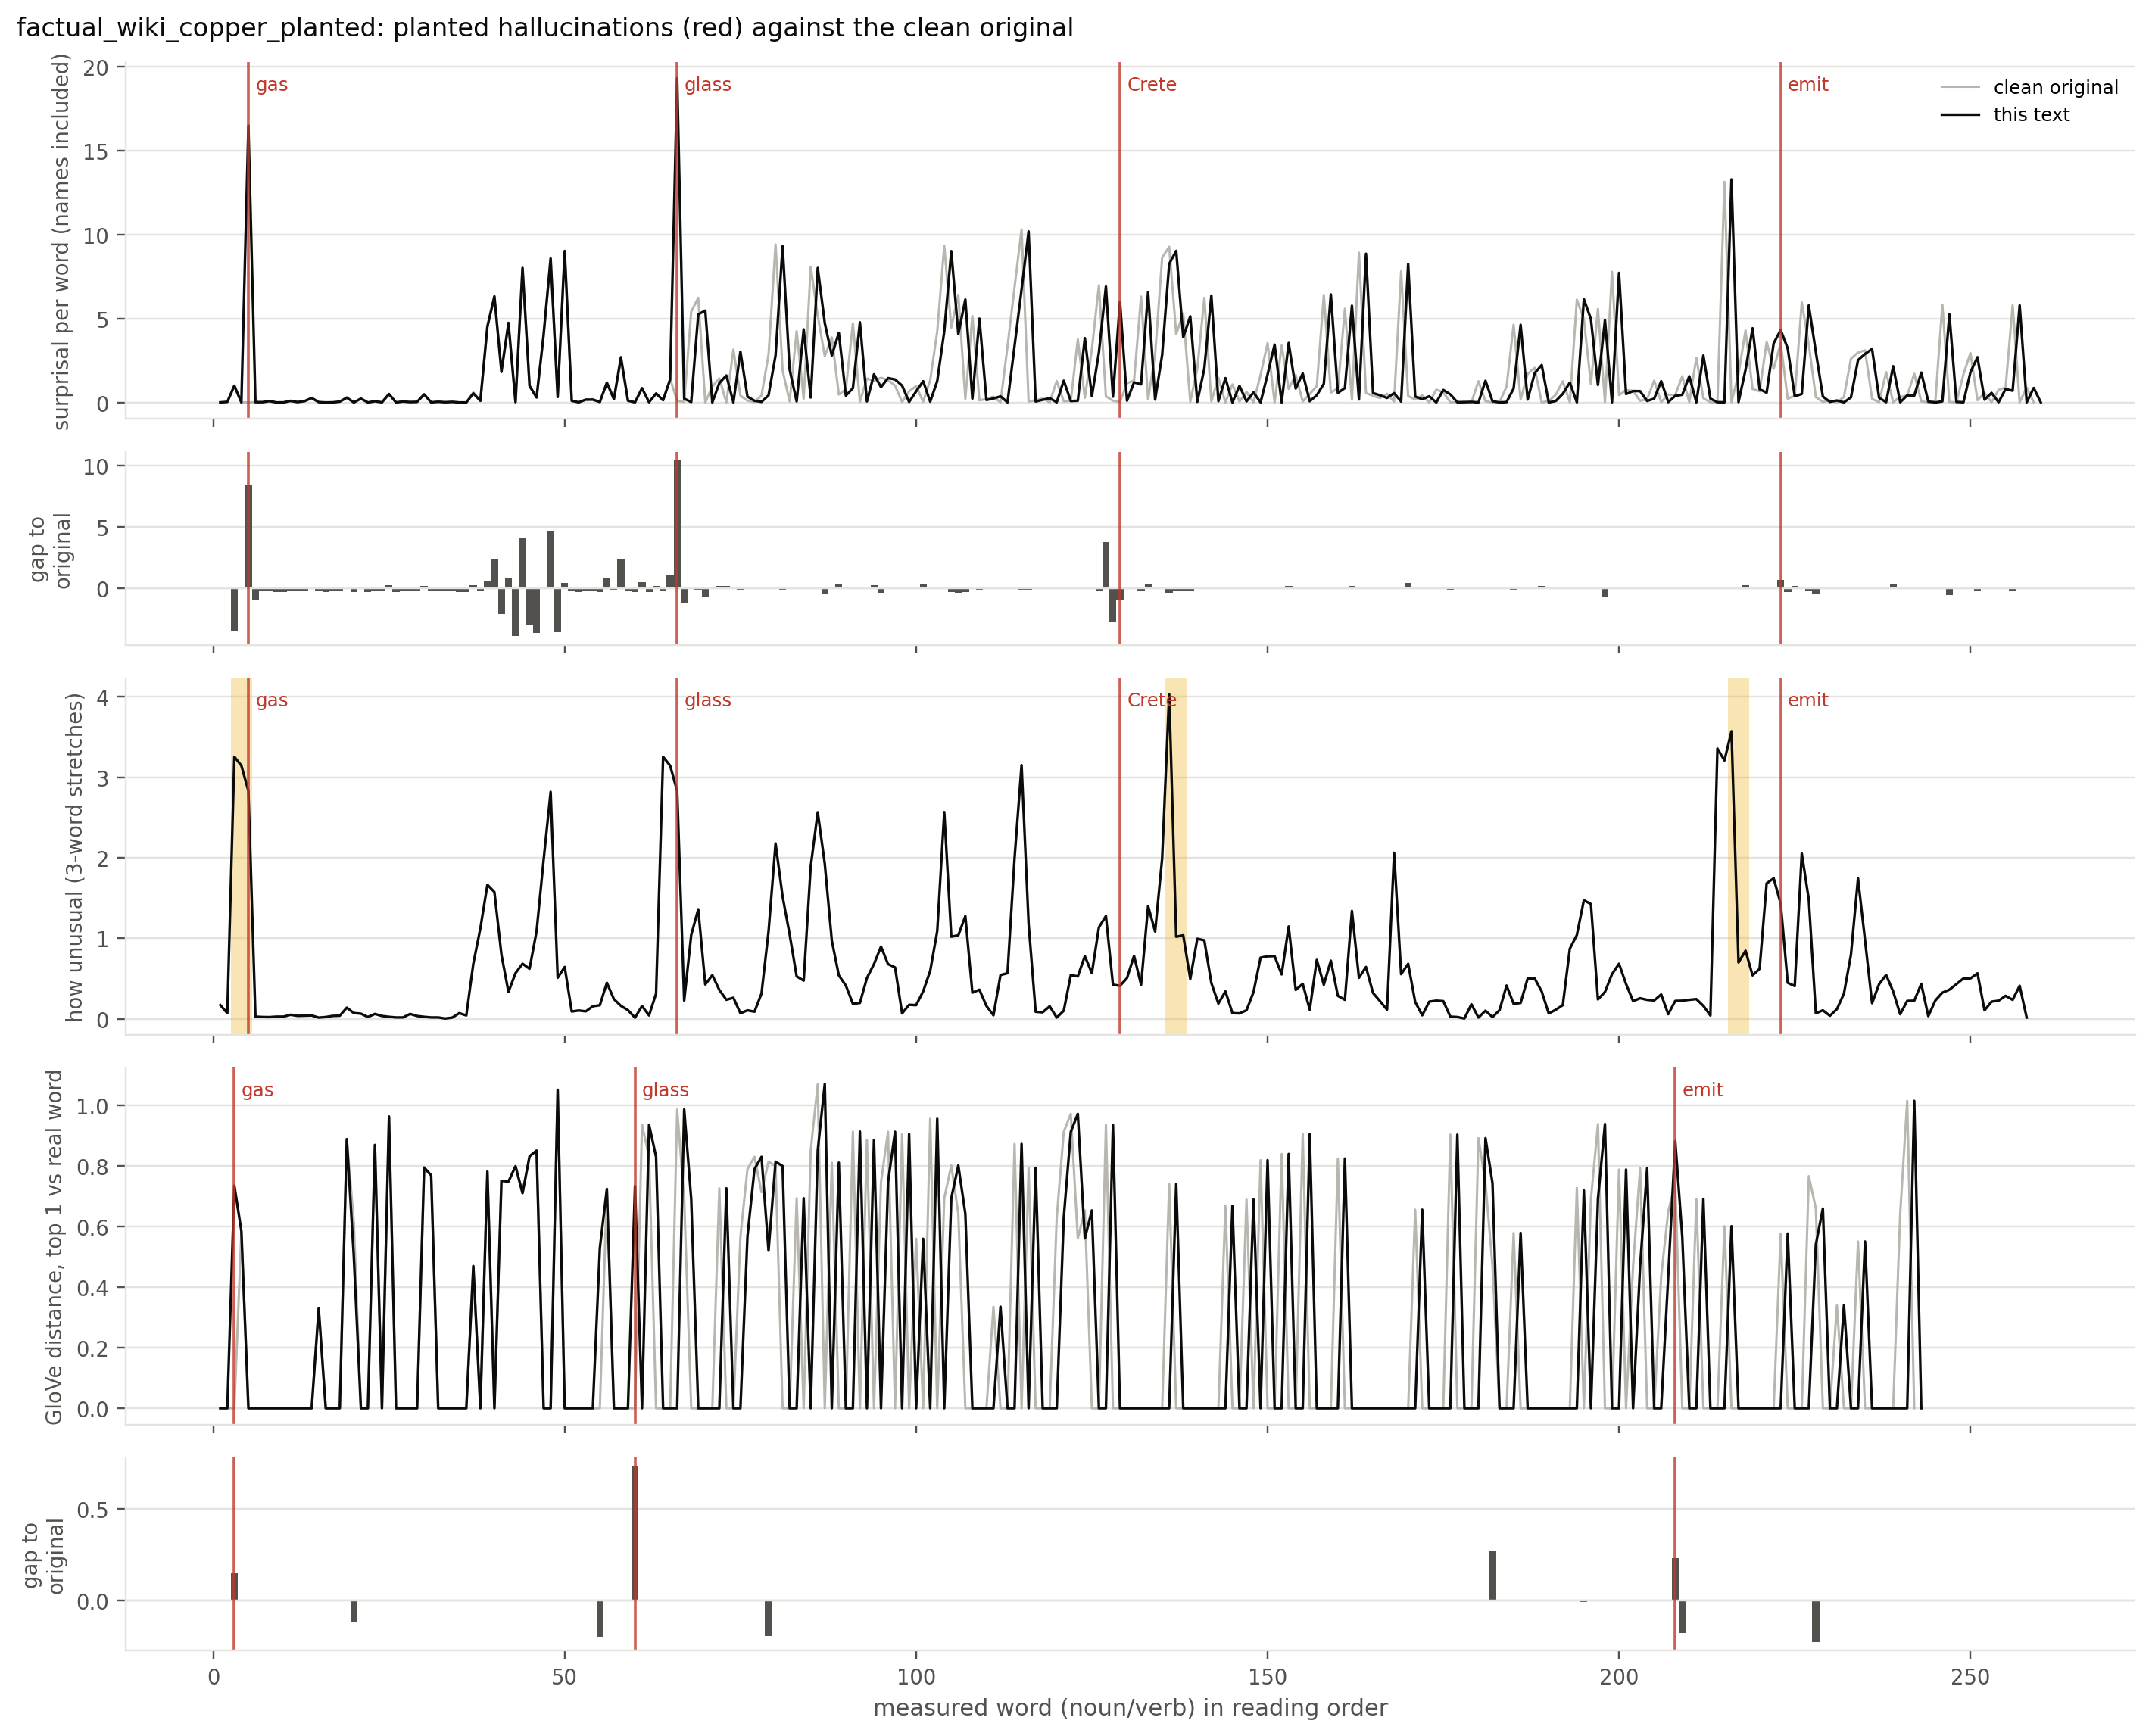 factual_wiki_copper_planted: planted hallucinations (red) against the clean original
surprisal per word (names included)
20
15
10
5
0
gas
glass
Crete
emit
clean original
this text
gap to
original
10
5
0
how unusual (3-word stretches)
4
3
2
1
0
gas
glass
Crete
emit
GloVe distance, top 1 vs real word
1.0
0.8
0.6
0.4
0.2
0.0
gas
glass
emit
gap to
original
0.5
0.0
0
50
100
150
200
250
measured word (noun/verb) in reading order